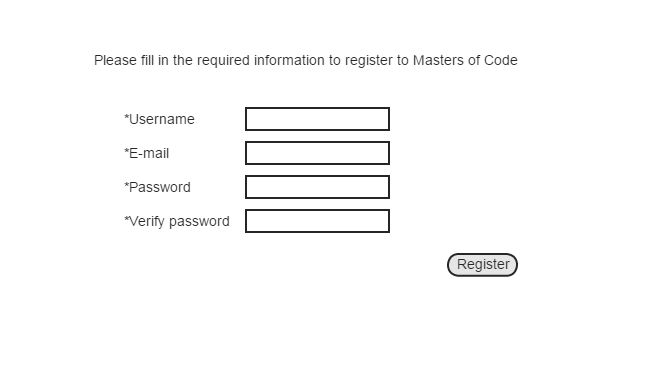 Please fill in the required information to register to Masters of Code
*Username
*E-mail
*Password
*Verify password
Register